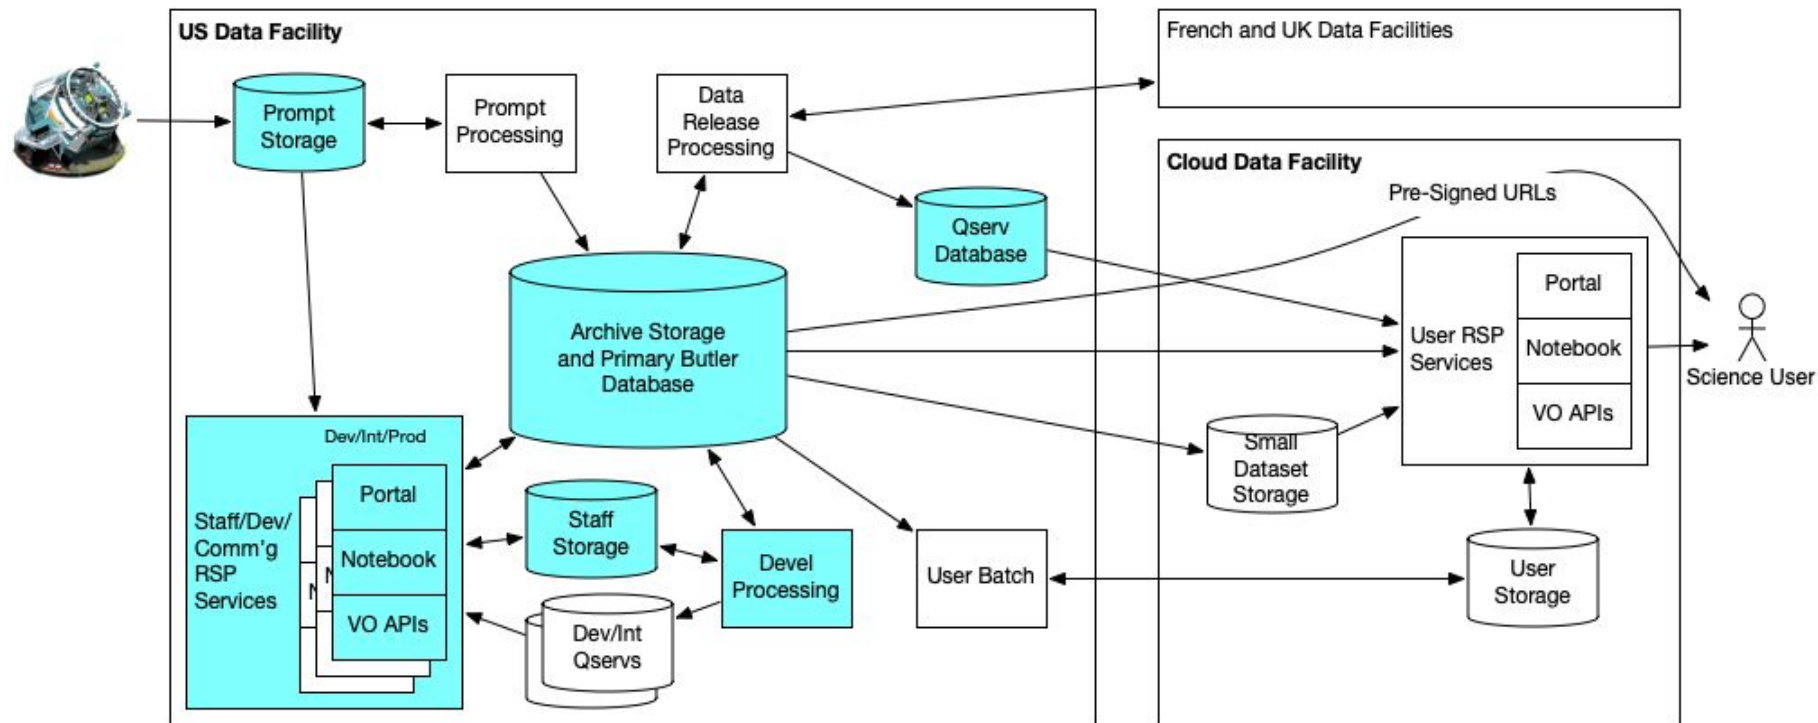 US Data Facility
French and UK Data Facilities
Prompt
Storage
Prompt
Processing
Data
Release
Processing
Cloud Data Facility
Pre-Signed URLs
Qserv
Database
Archive Storage
and Primary Butler
Database
User RSP
Services
Portal
Notebook
VO APIs
Science User
Small
Dataset
Storage
Dev/Int/Prod
Staff/Dev/
Comm'g
RSP
Services
Portal
Notebook
VO APIs
N
N
Staff
Storage
Devel
Processing
User Batch
User
Storage
Dev/Int
Qservs